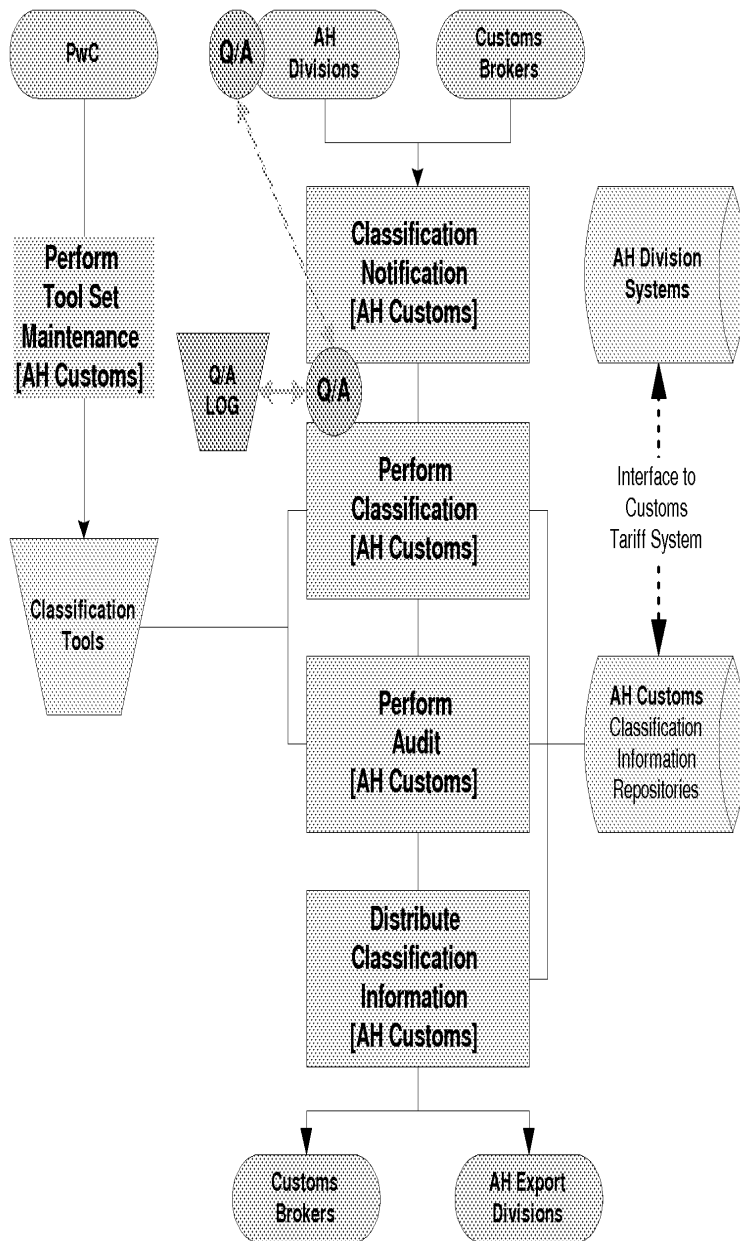 PwC
Q/A
AH
Divisions
Customs
Brokers
Classification
Notification
[AH Customs]
AH Division
Systems
Perform
Tool Set
Maintenance
[AH Customs]
Q/A
LOG
Q/A
Perform
Classification
[AH Customs]
Interface to
Customs
Tariff System
Classification
Tools
Perform
Audit
[AH Customs]
AH Customs
Classification
Information
Repositories
Distribute
Classification
Information
[AH Customs]
Customs
Brokers
AH Export
Divisions